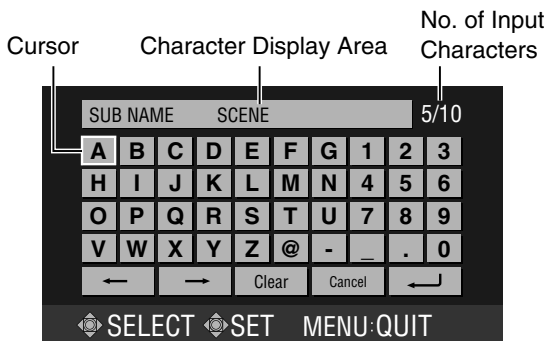 No. of Input
Cursor Character Display Area Characters
SUB NAME SCENE 5/10
A B C D E F G 1 2 3
H I J K L M N 4 5 6
O P Q R S T U 7 8 9
V W X Y Z @ - _ . 0
← → Clear Cancel ↵
SELECT SET MENU:QUIT